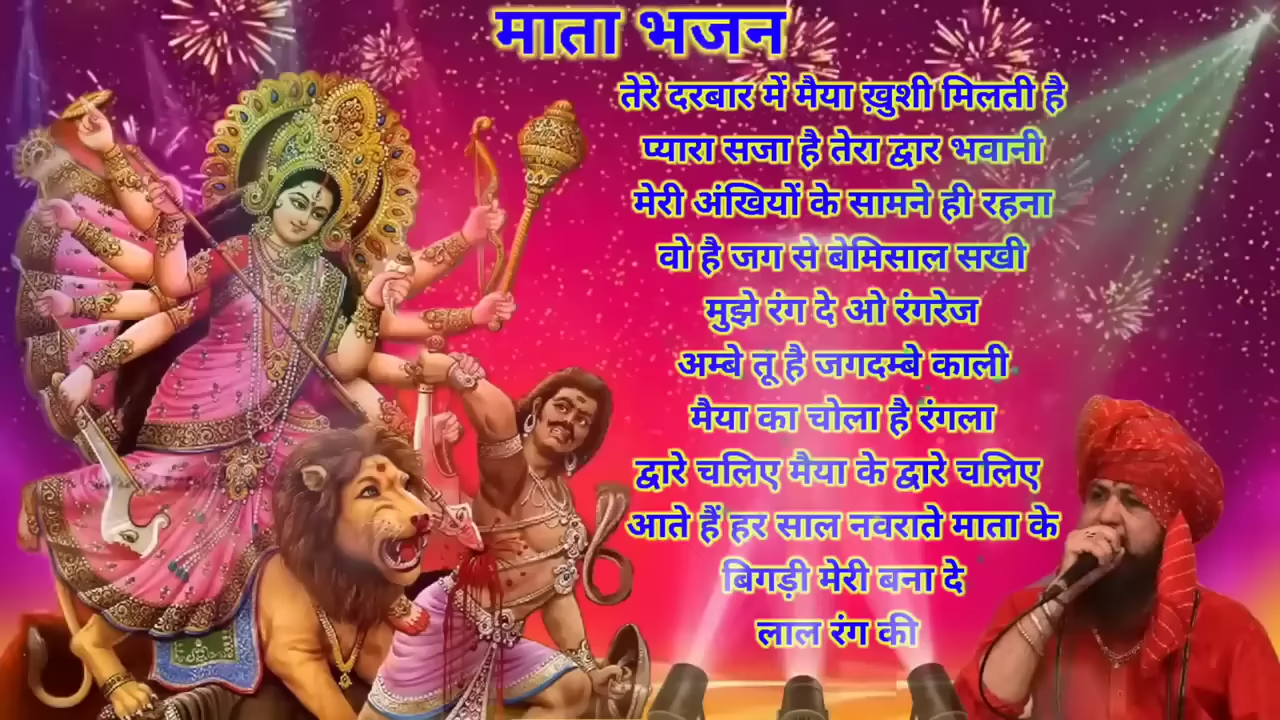 माता भजन
तेरे दरबार में मैया ख़ुशी मिलती है
प्यारा सजा है तेरा द्वार भवानी
मेरी अंखियों के सामने ही रहना
वो है जग से बेमिसाल सखी
मुझे रंग दे ओ रंगरेज
अम्बे तू है जगदम्बे काली
मैया का चोला है रंगला
द्वारे चलिए मैया के द्वारे चलिए
आते हैं हर साल नवराते माता के
बिगड़ी मेरी बना दे
लाल रंग की